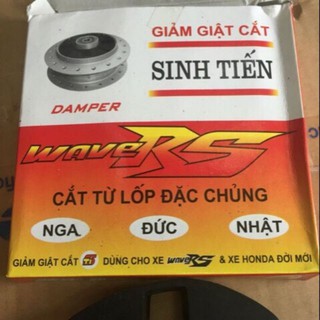 GIẢM GIẬT CẮT
SINH TIẾN
DAMPER
WAVE RS
CẮT TỪ LỐP ĐẶC CHỦNG
NGA ĐỨC NHẬT
GIẢM GIẬT CẮT DÙNG CHO XE WAVE RS & XE HONDA ĐỜI MỚI